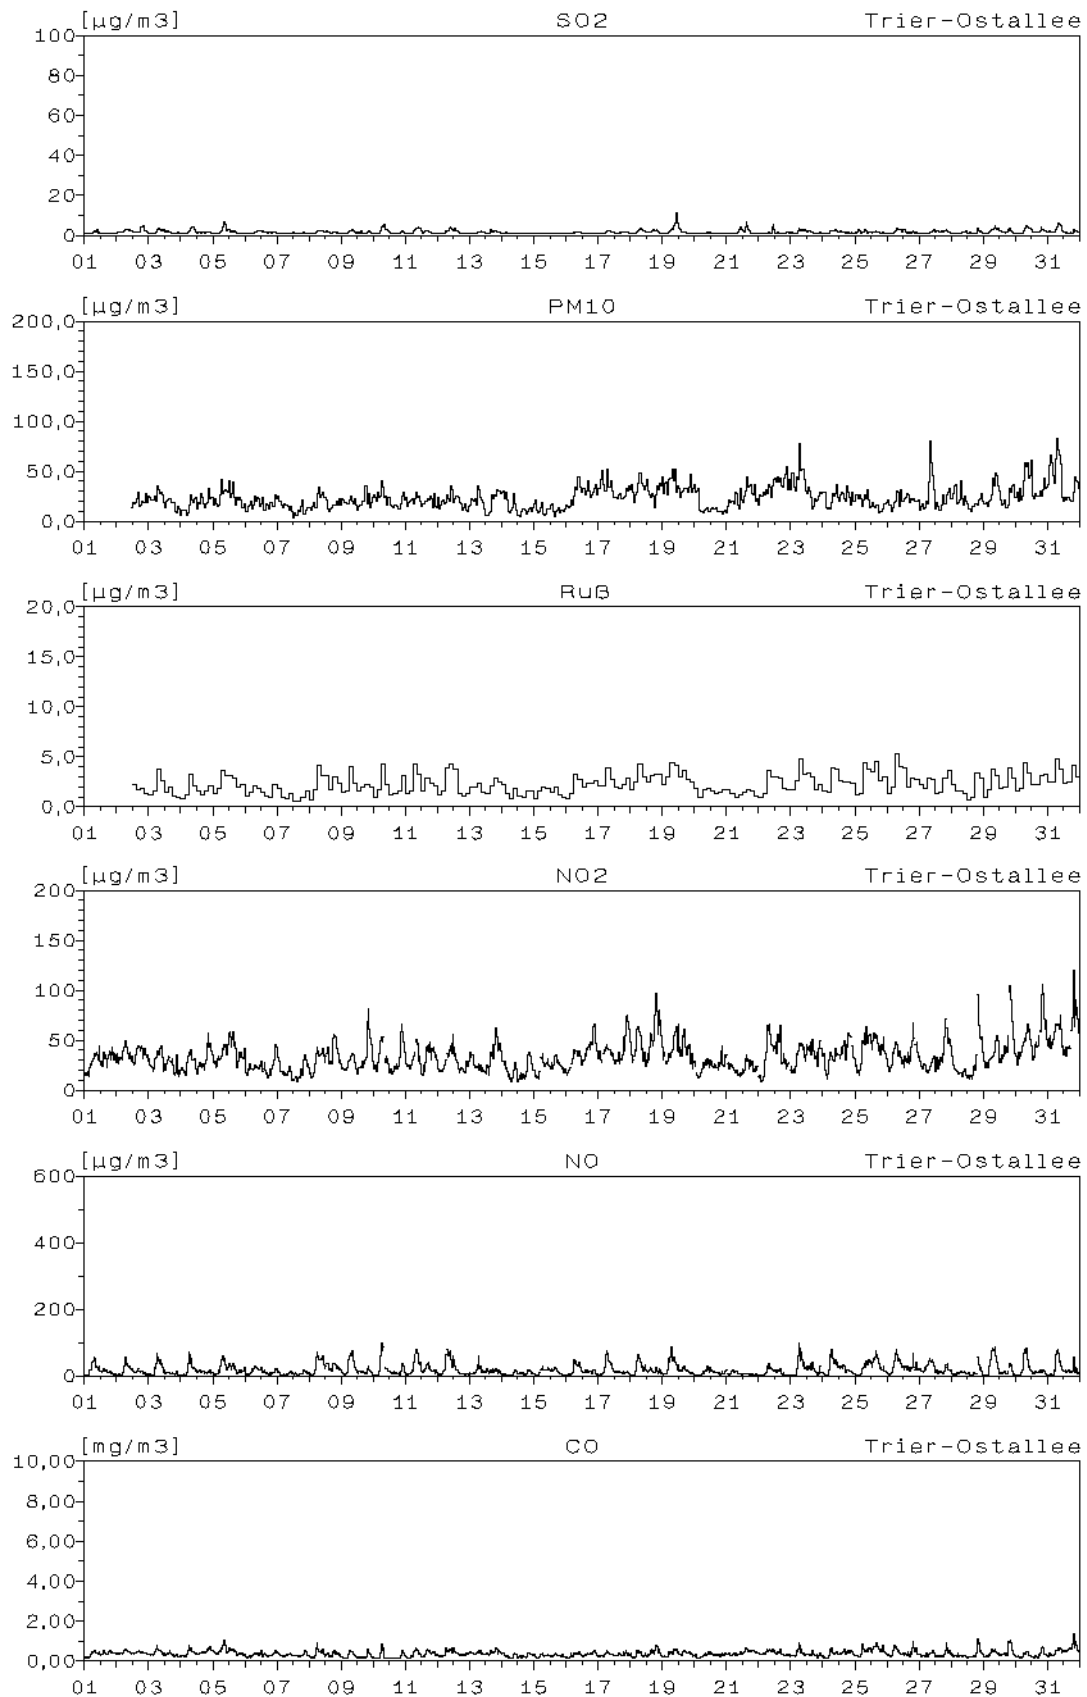 [µg/m3] SO2 Trier-Ostallee
100
80
60
40
20
0
01 03 05 07 09 11 13 15 17 19 21 23 25 27 29 31
[µg/m3] PM10 Trier-Ostallee
200,0
150,0
100,0
50,0
0,0
01 03 05 07 09 11 13 15 17 19 21 23 25 27 29 31
[µg/m3] Ruß Trier-Ostallee
20,0
15,0
10,0
5,0
0,0
01 03 05 07 09 11 13 15 17 19 21 23 25 27 29 31
[µg/m3] NO2 Trier-Ostallee
200
150
100
50
0
01 03 05 07 09 11 13 15 17 19 21 23 25 27 29 31
[µg/m3] NO Trier-Ostallee
600
400
200
0
01 03 05 07 09 11 13 15 17 19 21 23 25 27 29 31
[mg/m3] CO Trier-Ostallee
10,00
8,00
6,00
4,00
2,00
0,00
01 03 05 07 09 11 13 15 17 19 21 23 25 27 29 31